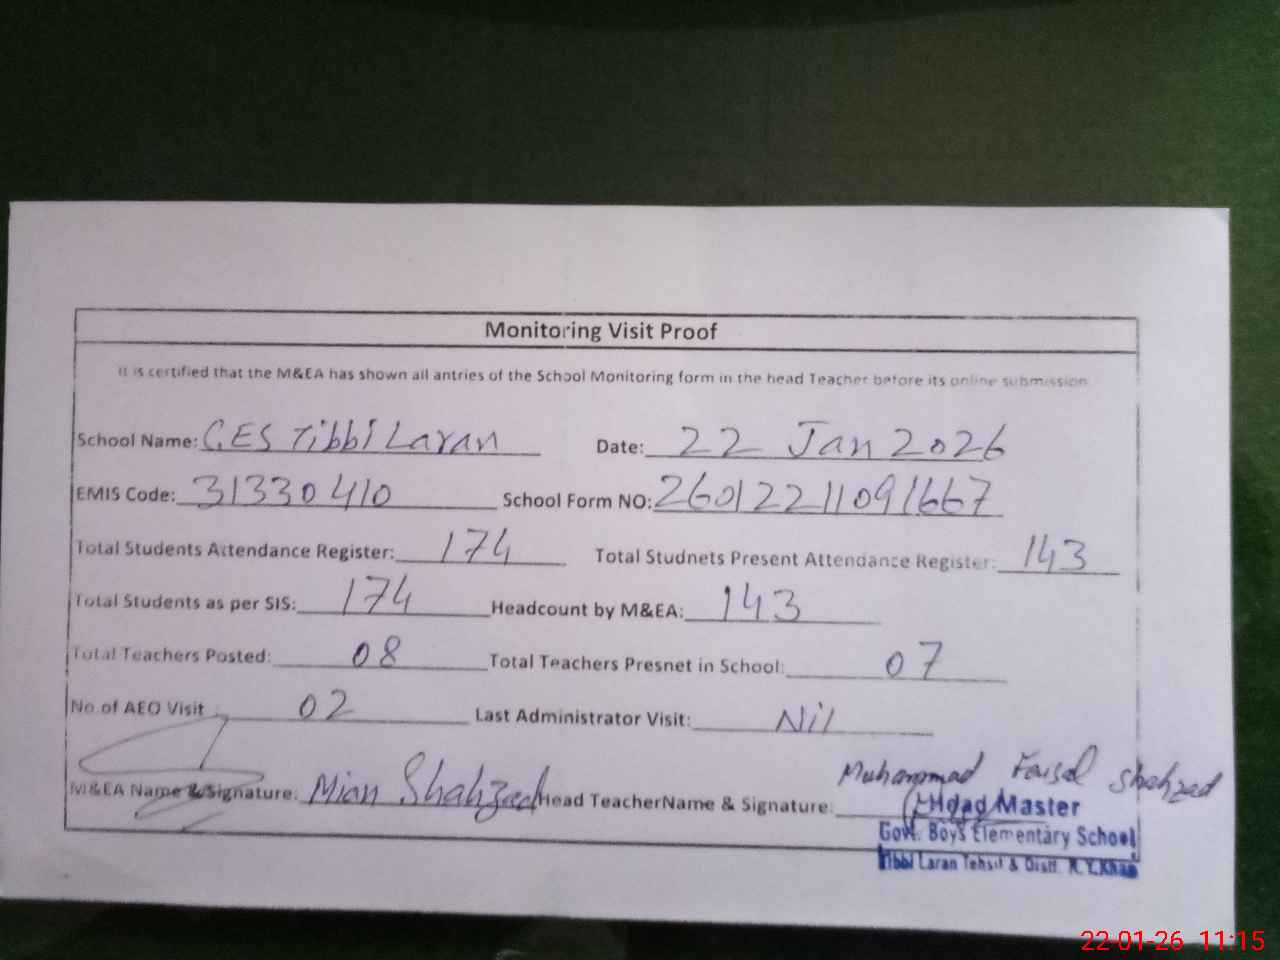 Monitoring Visit Proof
It is certified that the M&EA has shown all antries of the School Monitoring form in the head Teacher before its online submission
School Name: GES Tibbi Laran Date: 22 Jan 2026
EMIS Code: 31330410 School Form NO: 26012211091667
Total Students Attendance Register: 174 Total Studnets Present Attendance Register: 143
Total Students as per SIS: 174 Headcount by M&EA: 143
Total Teachers Posted: 08 Total Teachers Presnet in School: 07
No.of AEO Visit 02 Last Administrator Visit: Nil
M&EA Name & Signature: Mian Shahzad Head TeacherName & Signature: Muhammad Faisal Shahzad
Head Master
Govt. Boys Elementary School
Tibbi Laran Tehsil & Distt. R.Y.Khan
22-01-26 11:15